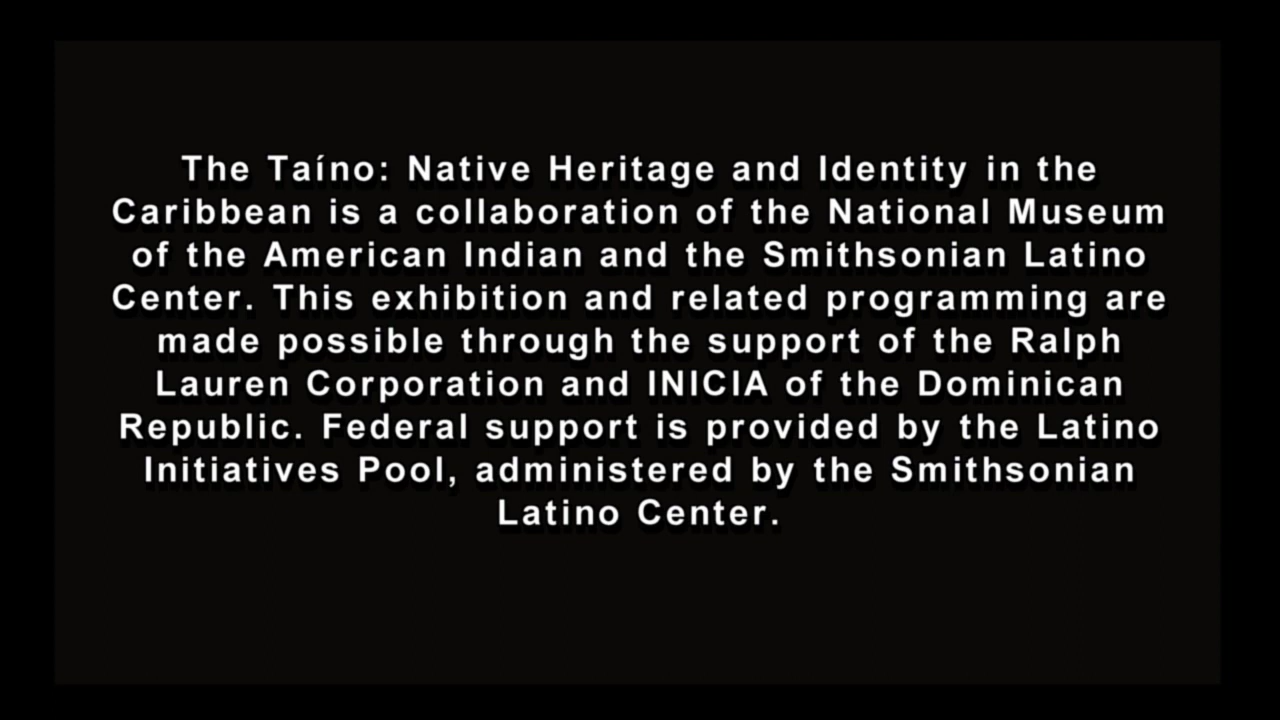 The Taíno: Native Heritage and Identity in the
Caribbean is a collaboration of the National Museum
of the American Indian and the Smithsonian Latino
Center. This exhibition and related programming are
made possible through the support of the Ralph
Lauren Corporation and INICIA of the Dominican
Republic. Federal support is provided by the Latino
Initiatives Pool, administered by the Smithsonian
Latino Center.